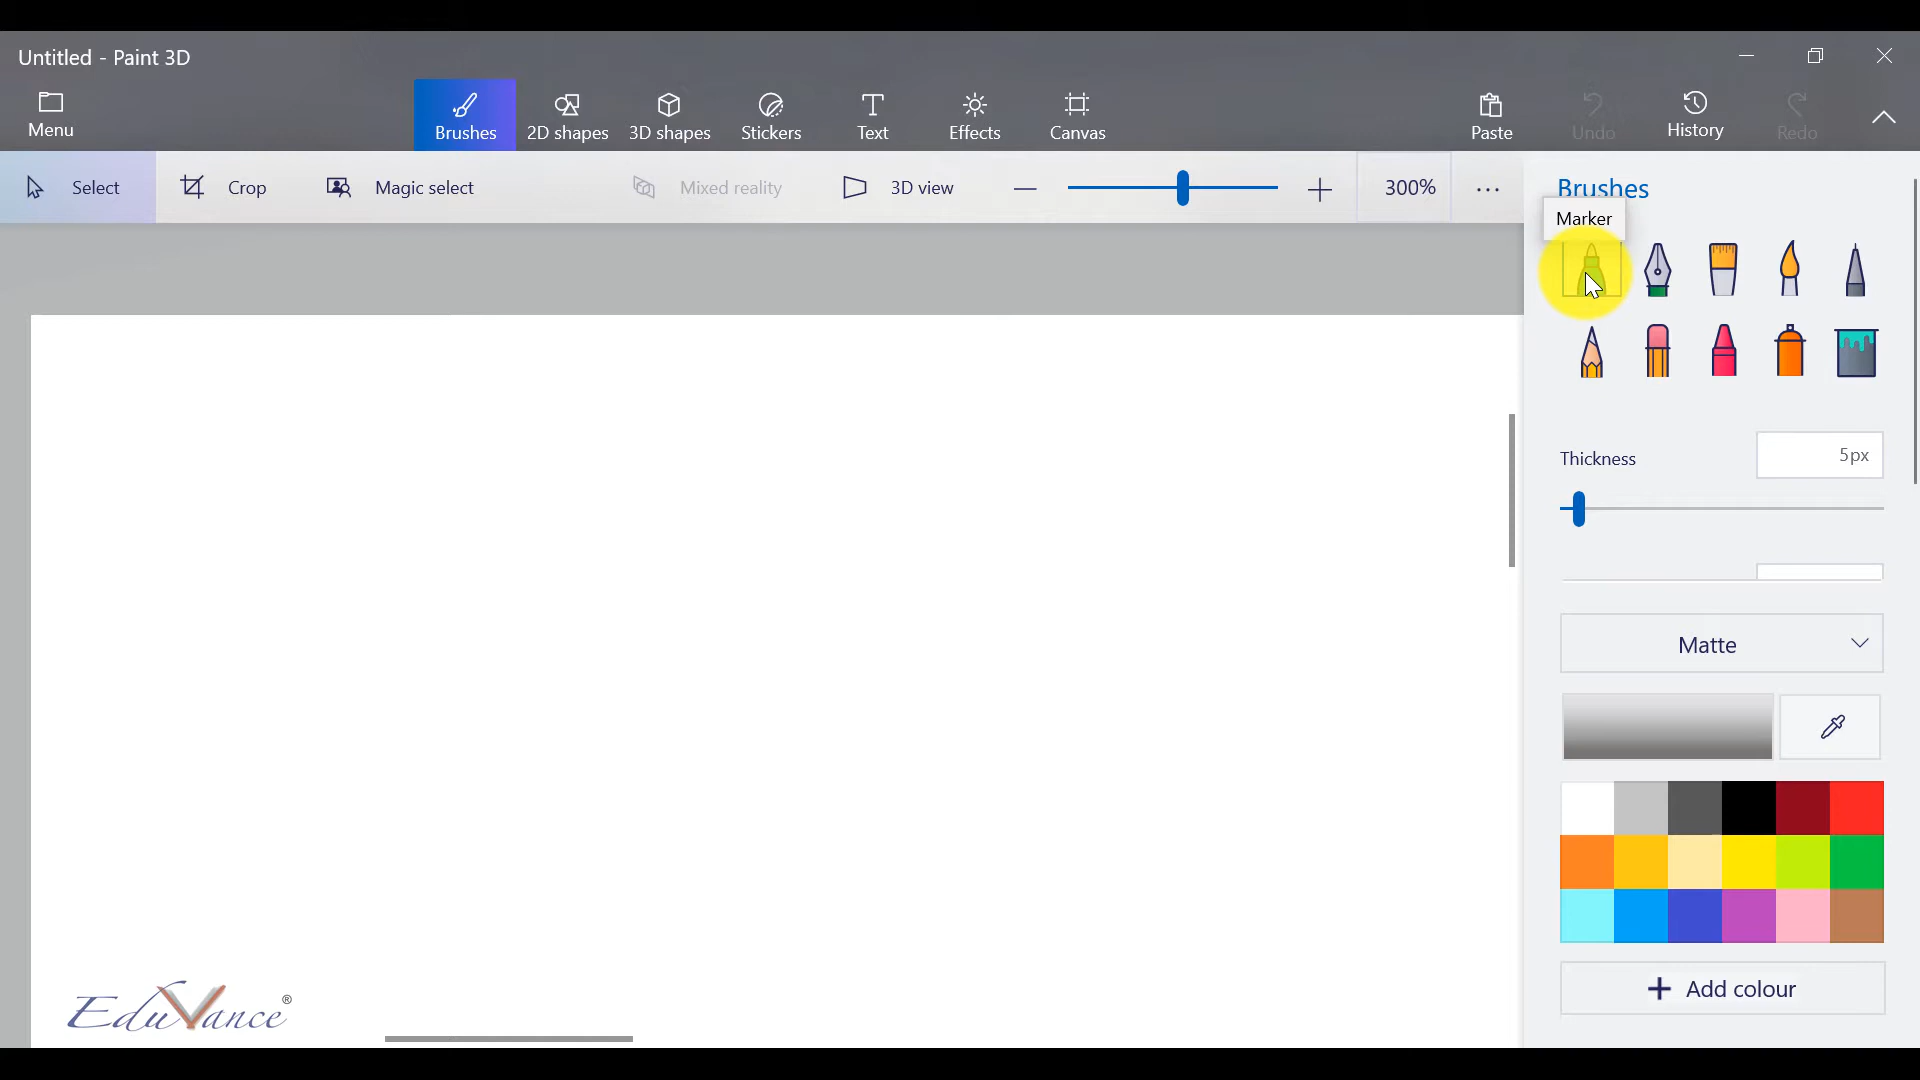 Untitled - Paint 3D
Menu
Brushes
2D shapes
3D shapes
Stickers
Text
Effects
Canvas
Paste
Undo
History
Redo
Select
Crop
Magic select
Mixed reality
3D view
300%
Brushes
Marker
Thickness
5px
Matte
Add colour
EduVance®